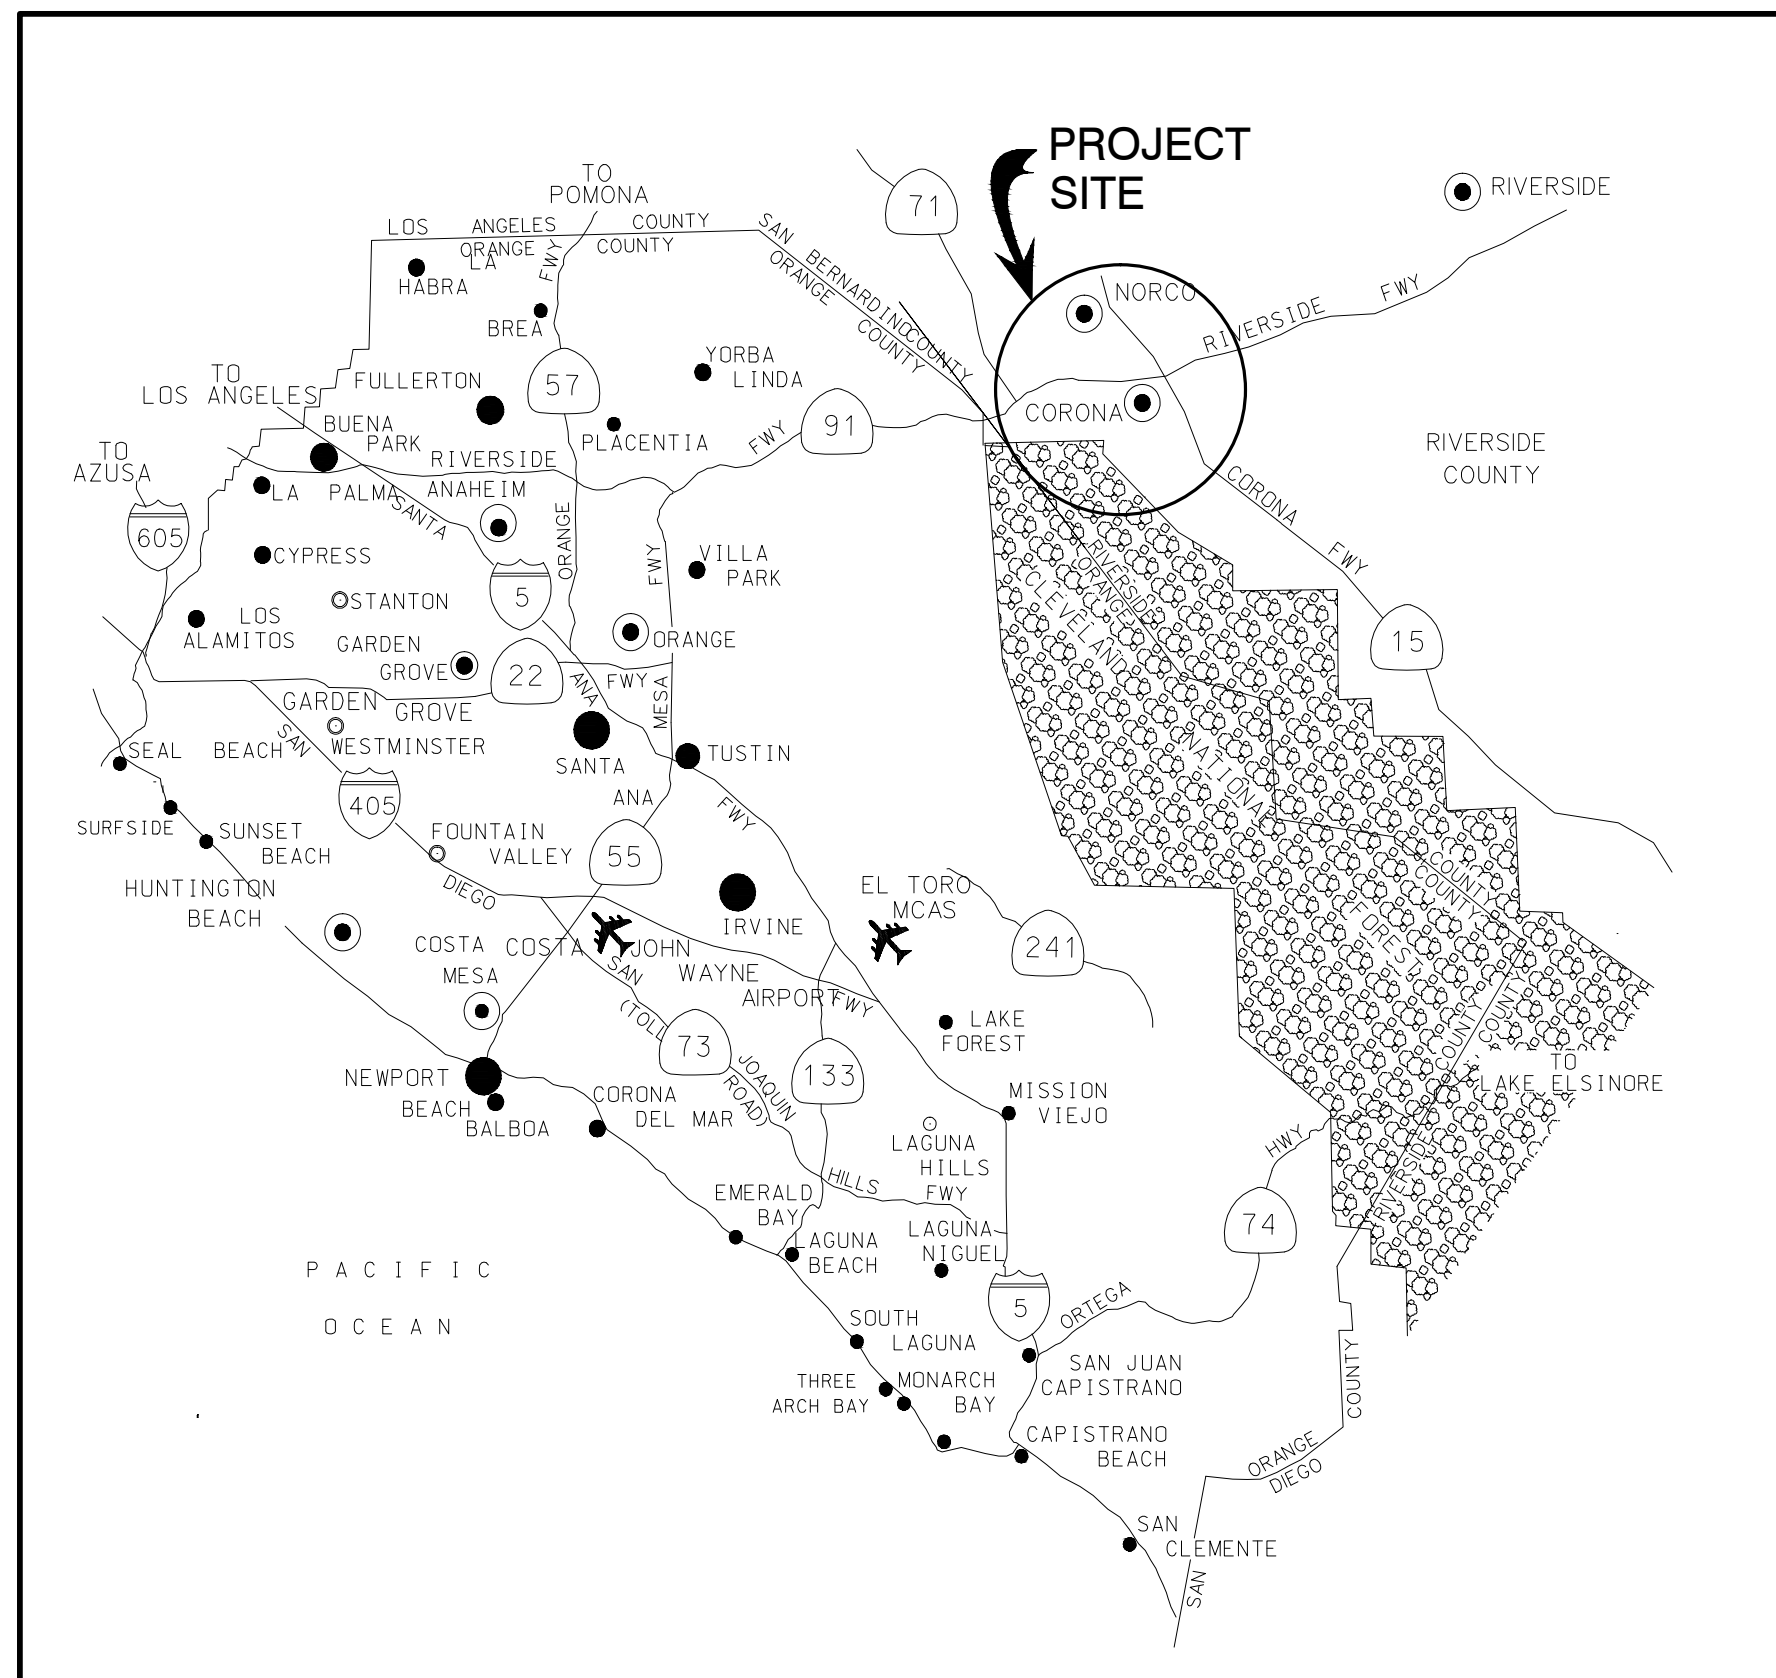 PROJECT
SITE
TO
POMONA
71
RIVERSIDE
LOS ANGELES COUNTY
ORANGE COUNTY
SAN BERNARDINO COUNTY
ORANGE COUNTY
LA
HABRA
FWY
NORCO
RIVERSIDE FWY
BREA
YORBA
LINDA
TO
LOS ANGELES
FULLERTON
57
BUENA
PARK
PLACENTIA
FWY
91
CORONA
RIVERSIDE
COUNTY
TO
AZUSA
RIVERSIDE
LA PALMA
ANAHEIM
SANTA
CORONA
FWY
605
ORANGE
FWY
CYPRESS
VILLA
PARK
5
STANTON
RIVERSIDE
ORANGE
CLEVELAND
LOS
ALAMITOS
GARDEN
GROVE
ORANGE
15
22
FWY
ANA
MESA
GARDEN GROVE
SAN
WESTMINSTER
SEAL BEACH
SANTA
ANA
TUSTIN
NATIONAL
405
FWY
SURFSIDE
SUNSET
BEACH
FOUNTAIN
VALLEY
55
COUNTY
COUNTY
HUNTINGTON
BEACH
DIEGO
IRVINE
EL TORO
MCAS
FOREST
COSTA
MESA
COSTA
JOHN
WAYNE
AIRPORT
SAN
(TOLL
FWY
241
LAKE
FOREST
COUNTY
COUNTY
73
JOAQUIN
ROAD)
133
TO
LAKE ELSINORE
NEWPORT
BEACH
BALBOA
CORONA
DEL MAR
MISSION
VIEJO
LAGUNA
HILLS
HWY
RIVERSIDE
EMERALD
BAY
HILLS
FWY
LAGUNA
NIGUEL
74
LAGUNA
BEACH
PACIFIC
OCEAN
5
ORTEGA
SOUTH
LAGUNA
SAN JUAN
CAPISTRANO
THREE
ARCH BAY
MONARCH
BAY
COUNTY
CAPISTRANO
BEACH
ORANGE
DIEGO
SAN
CLEMENTE
SAN